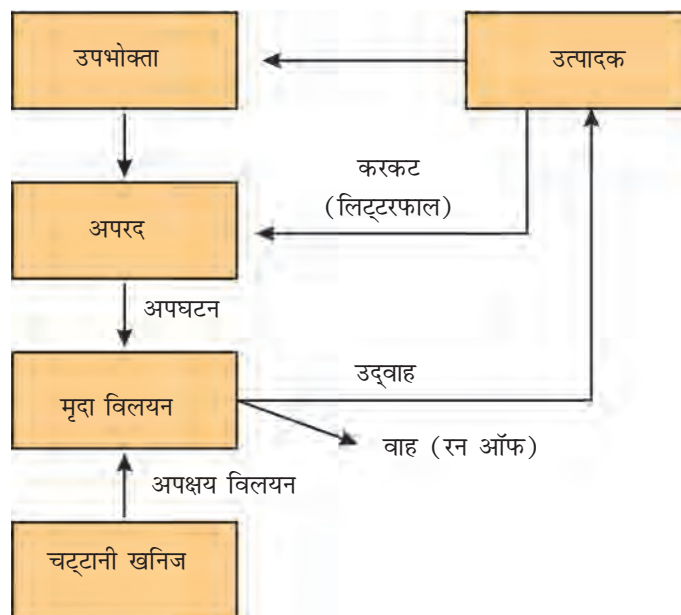 उपभोक्ता
उत्पादक
करकट
(लिट्टरफाल)
अपरद
अपघटन
उद्‌वाह
मृदा विलयन
वाह (रन ऑफ)
अपक्षय विलयन
चट्टानी खनिज